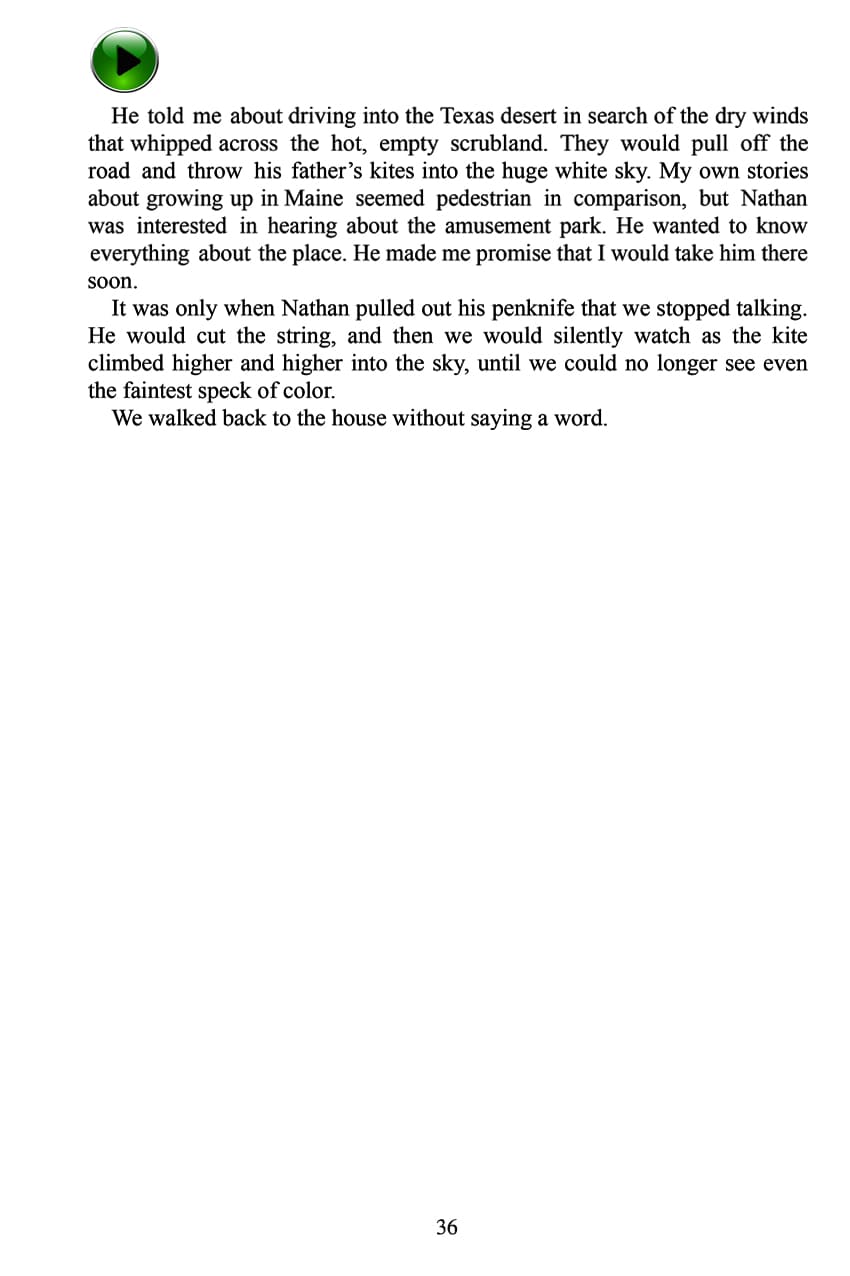 He told me about driving into the Texas desert in search of the dry winds
that whipped across the hot, empty scrubland. They would pull off the
road and throw his father’s kites into the huge white sky. My own stories
about growing up in Maine seemed pedestrian in comparison, but Nathan
was interested in hearing about the amusement park. He wanted to know
everything about the place. He made me promise that I would take him there
soon.
It was only when Nathan pulled out his penknife that we stopped talking.
He would cut the string, and then we would silently watch as the kite
climbed higher and higher into the sky, until we could no longer see even
the faintest speck of color.
We walked back to the house without saying a word.
36